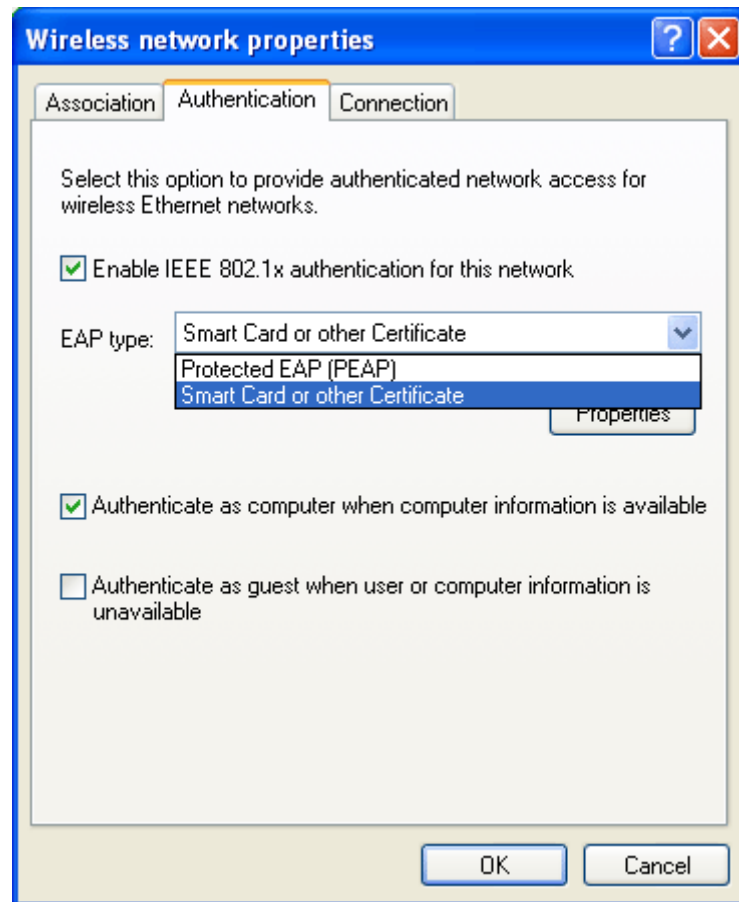 Wireless network properties
Association Authentication Connection
Select this option to provide authenticated network access for
wireless Ethernet networks.
Enable IEEE 802.1x authentication for this network
EAP type: Smart Card or other Certificate
Protected EAP (PEAP)
Smart Card or other Certificate
Properties
Authenticate as computer when computer information is available
Authenticate as guest when user or computer information is
unavailable
OK Cancel